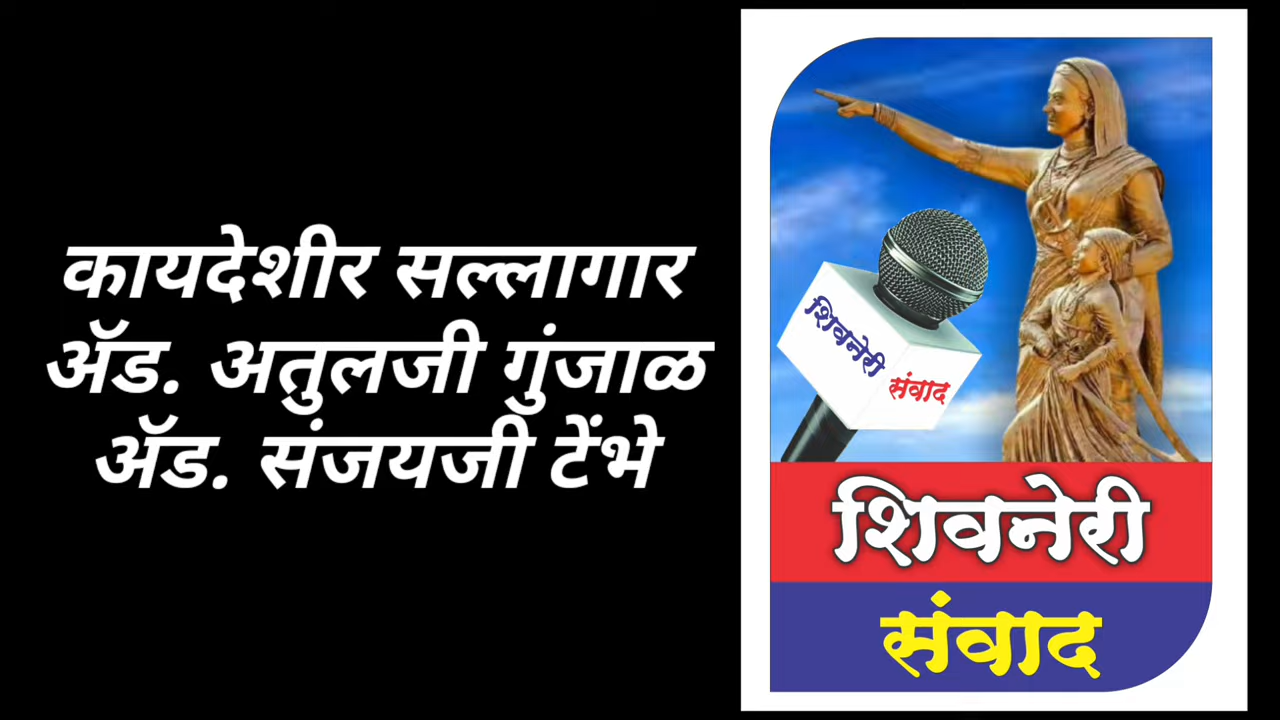 कायदेशीर सल्लागार
ॲड. अतुलजी गुंजाळ
ॲड. संजयजी टेंभे
शिवनेरी
संवाद
शिवनेरी
संवाद